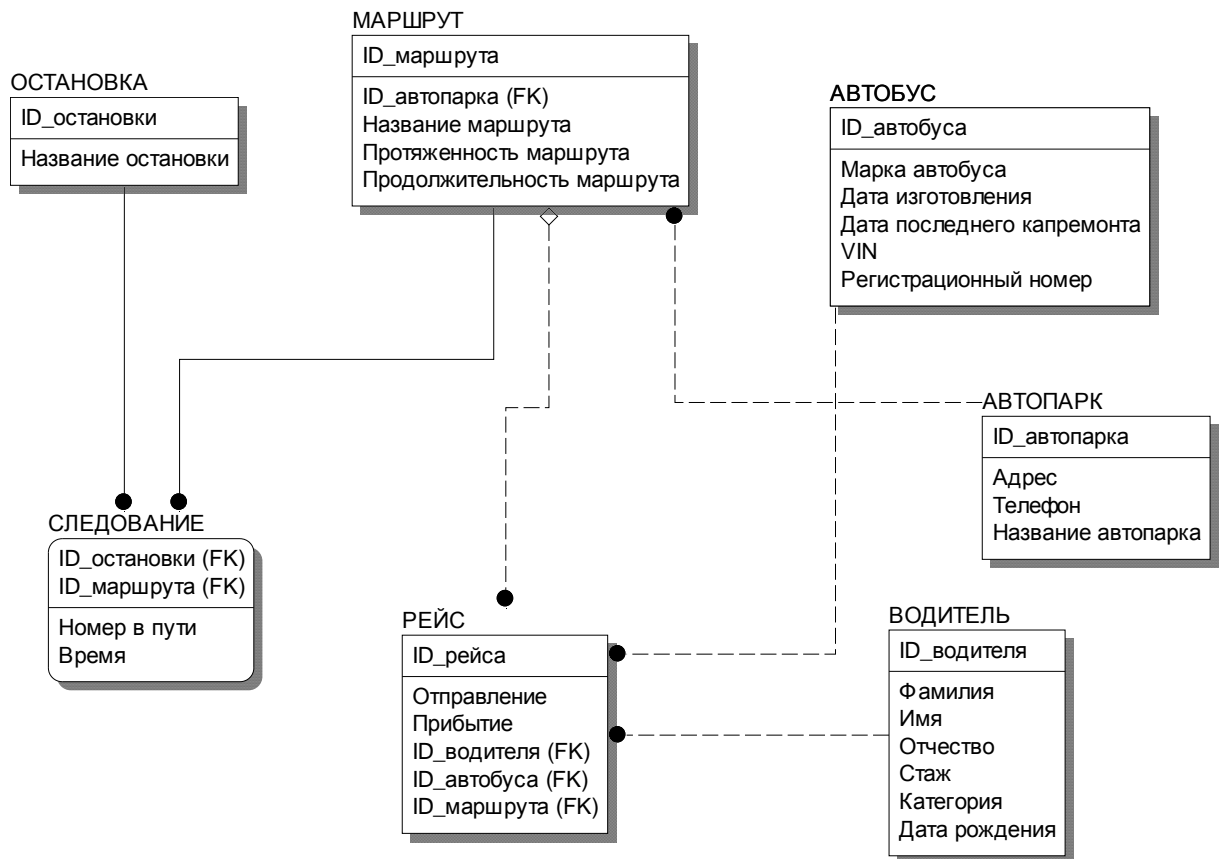 МАРШРУТ
ID_маршрута
ID_автопарка (FK)
Название маршрута
Протяженность маршрута
Продолжительность маршрута
ОСТАНОВКА
ID_остановки
Название остановки
АВТОБУС
ID_автобуса
Марка автобуса
Дата изготовления
Дата последнего капремонта
VIN
Регистрационный номер
АВТОПАРК
ID_автопарка
Адрес
Телефон
Название автопарка
СЛЕДОВАНИЕ
ID_остановки (FK)
ID_маршрута (FK)
Номер в пути
Время
РЕЙС
ID_рейса
Отправление
Прибытие
ID_водителя (FK)
ID_автобуса (FK)
ID_маршрута (FK)
ВОДИТЕЛЬ
ID_водителя
Фамилия
Имя
Отчество
Стаж
Категория
Дата рождения